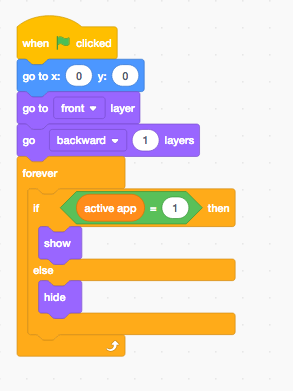 when clicked
go to x: 0 y: 0
go to front layer
go backward 1 layers
forever
if active app = 1 then
show
else
hide